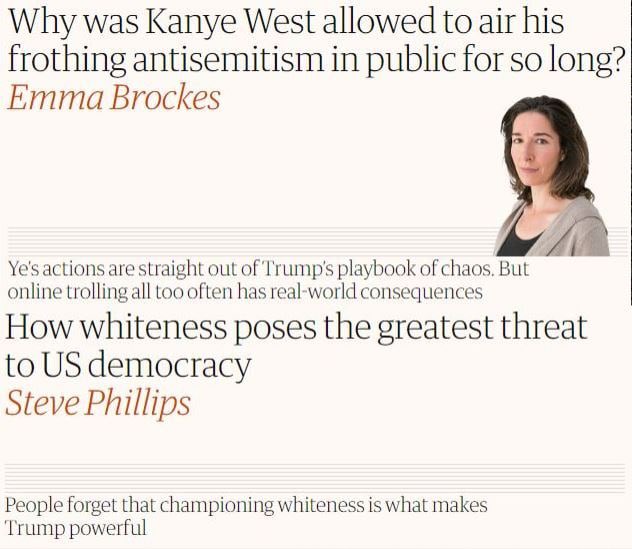 Why was Kanye West allowed to air his
frothing antisemitism in public for so long?
Emma Brockes
Ye's actions are straight out of Trump's playbook of chaos. But
online trolling all too often has real-world consequences
How whiteness poses the greatest threat
to US democracy
Steve Phillips
People forget that championing whiteness is what makes
Trump powerful